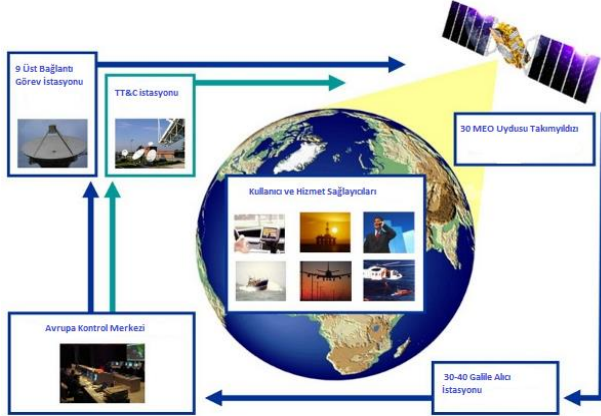 9 Üst Bağlantı
Görev İstasyonu
TT&C istasyonu
30 MEO Uydusu Takımyıldızı
Kullanıcı ve Hizmet Sağlayıcıları
Avrupa Kontrol Merkezi
30-40 Galile Alıcı
İstasyonu